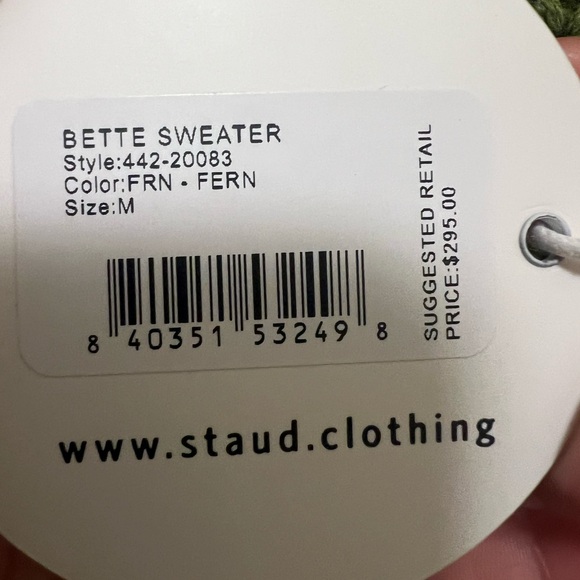 BETTE SWEATER
Style:442-20083
Color:FRN - FERN
Size:M
SUGGESTED RETAIL
PRICE:$295.00
8 40351 53249 8
www.staud.clothing